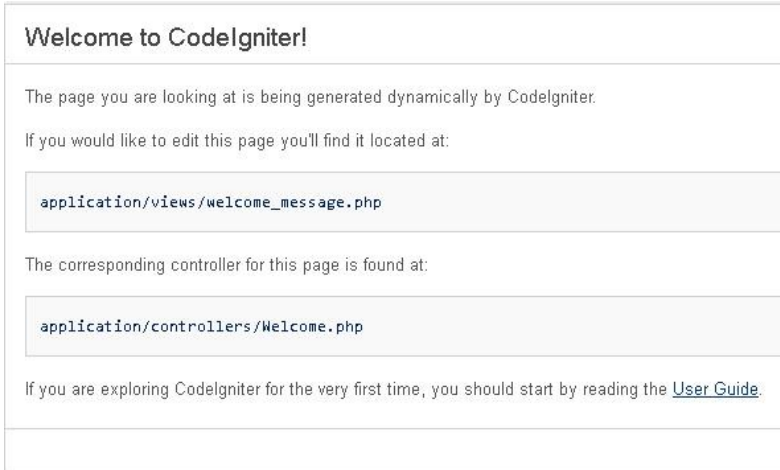 Welcome to CodeIgniter!
The page you are looking at is being generated dynamically by CodeIgniter.
If you would like to edit this page you'll find it located at:
application/views/welcome_message.php
The corresponding controller for this page is found at:
application/controllers/Welcome.php
If you are exploring CodeIgniter for the very first time, you should start by reading the User Guide.